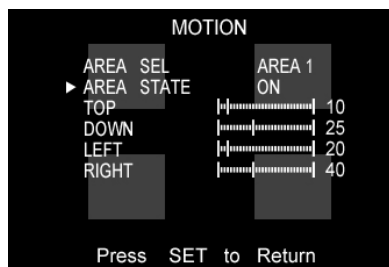 MOTION
AREA SEL AREA 1
▶ AREA STATE ON
TOP 10
DOWN 25
LEFT 20
RIGHT 40
Press SET to Return